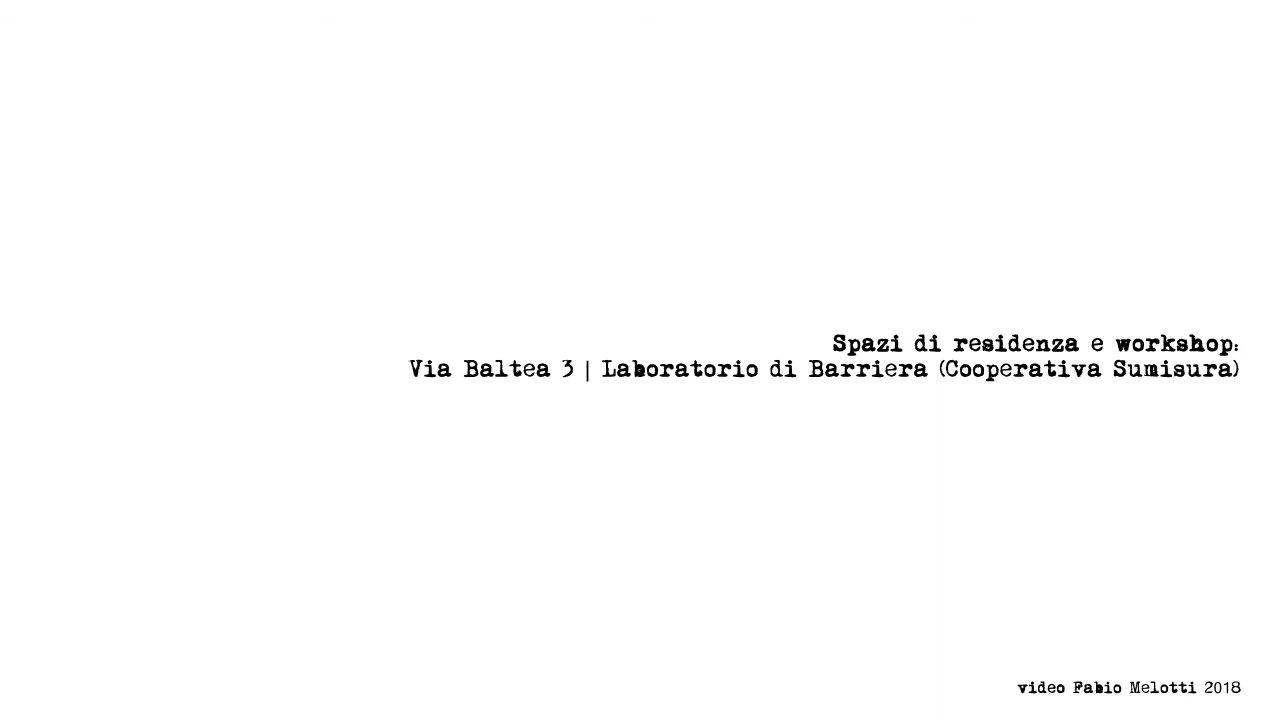 Spazi di residenza e workshop:
Via Baltea 3 | Laboratorio di Barriera (Cooperativa Sumisura)
video Fabio Melotti 2018